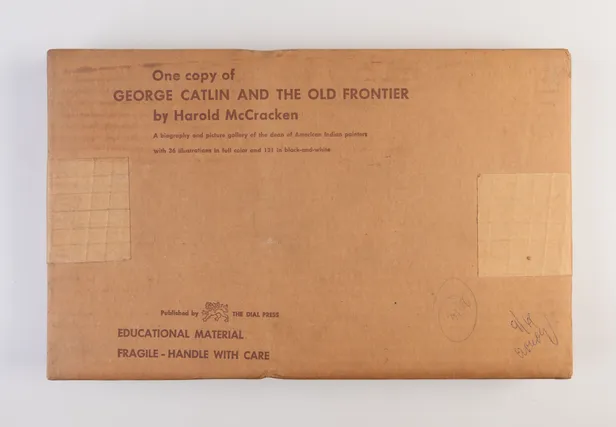 One copy of
GEORGE CATLIN AND THE OLD FRONTIER
by Harold McCracken
A biography and picture gallery of the dean of American Indian painters
with 36 illustrations in full color and 131 in black-and-white
Published by THE DIAL PRESS
EDUCATIONAL MATERIAL
FRAGILE - HANDLE WITH CARE